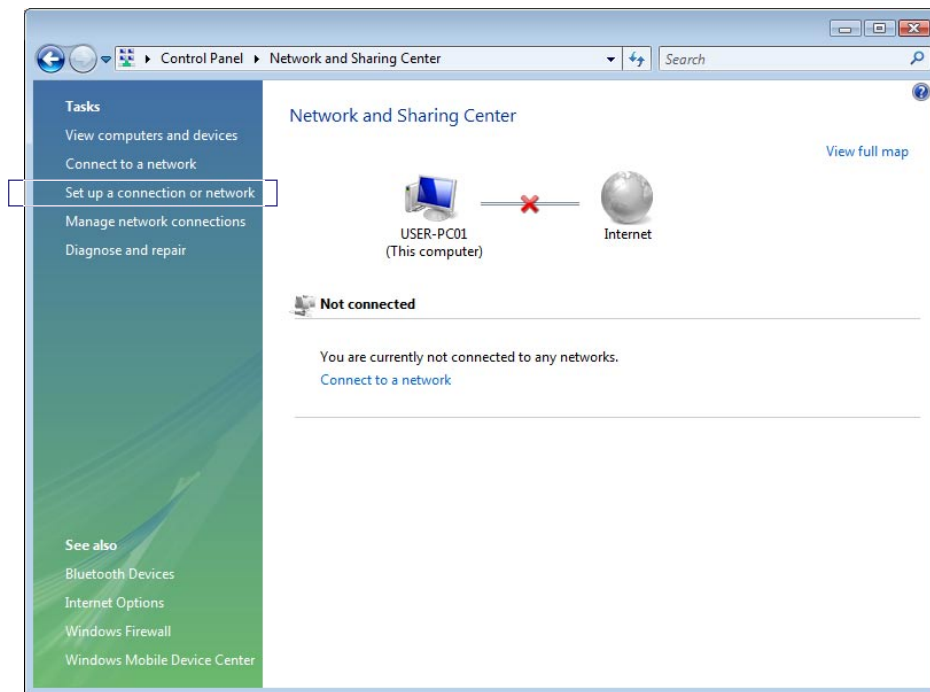 Control Panel Network and Sharing Center Search
Tasks
View computers and devices
Connect to a network
Set up a connection or network
Manage network connections
Diagnose and repair
See also
Bluetooth Devices
Internet Options
Windows Firewall
Windows Mobile Device Center
Network and Sharing Center
View full map
USER-PC01
(This computer)
Internet
Not connected
You are currently not connected to any networks.
Connect to a network